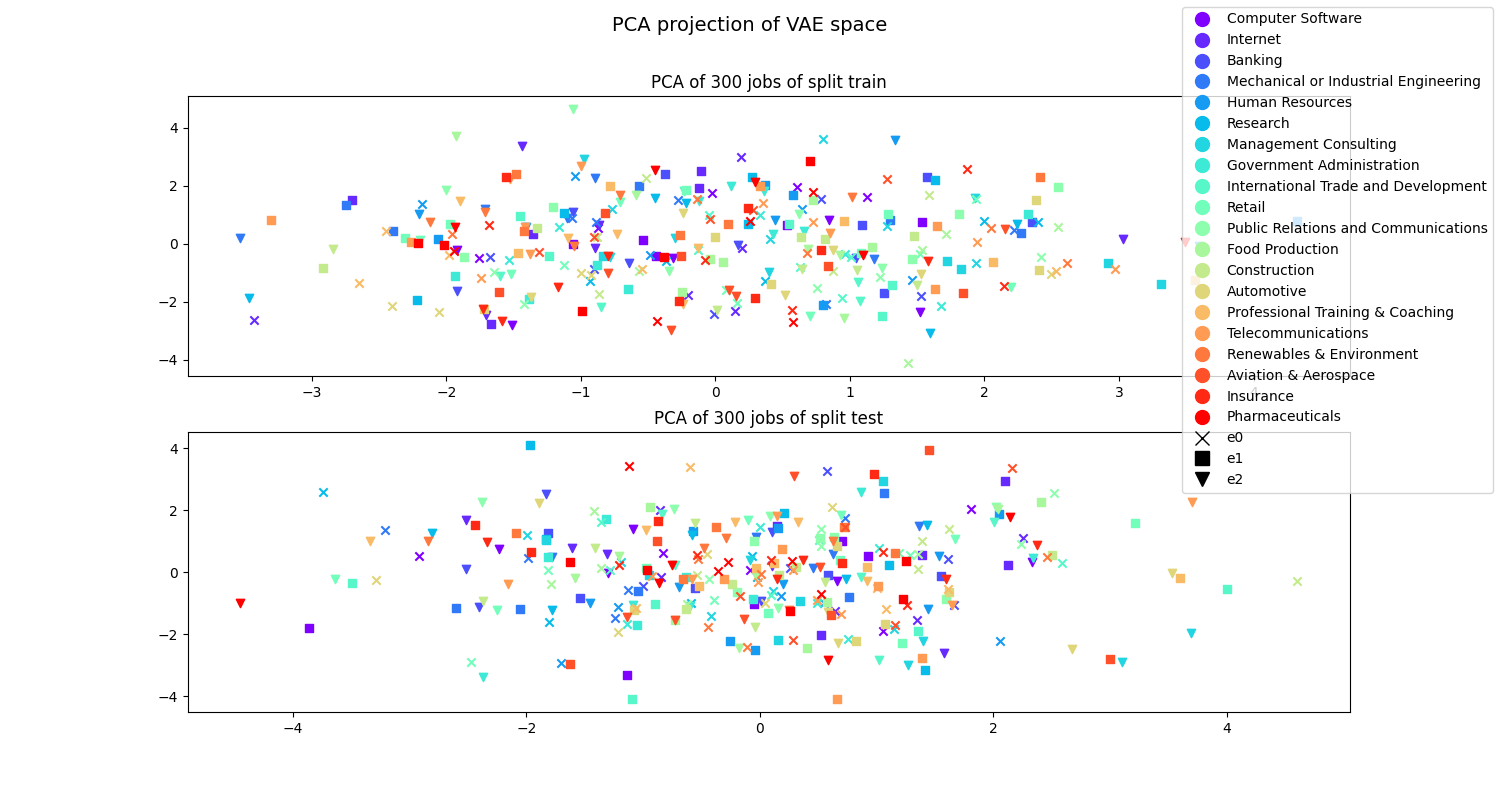 PCA projection of VAE space
PCA of 300 jobs of split train
4
2
0
−2
−4
−3
−2
−1
0
1
2
3
4
PCA of 300 jobs of split test
4
2
0
−2
−4
−4
−2
0
2
4
Computer Software
Internet
Banking
Mechanical or Industrial Engineering
Human Resources
Research
Management Consulting
Government Administration
International Trade and Development
Retail
Public Relations and Communications
Food Production
Construction
Automotive
Professional Training & Coaching
Telecommunications
Renewables & Environment
Aviation & Aerospace
Insurance
Pharmaceuticals
e0
e1
e2